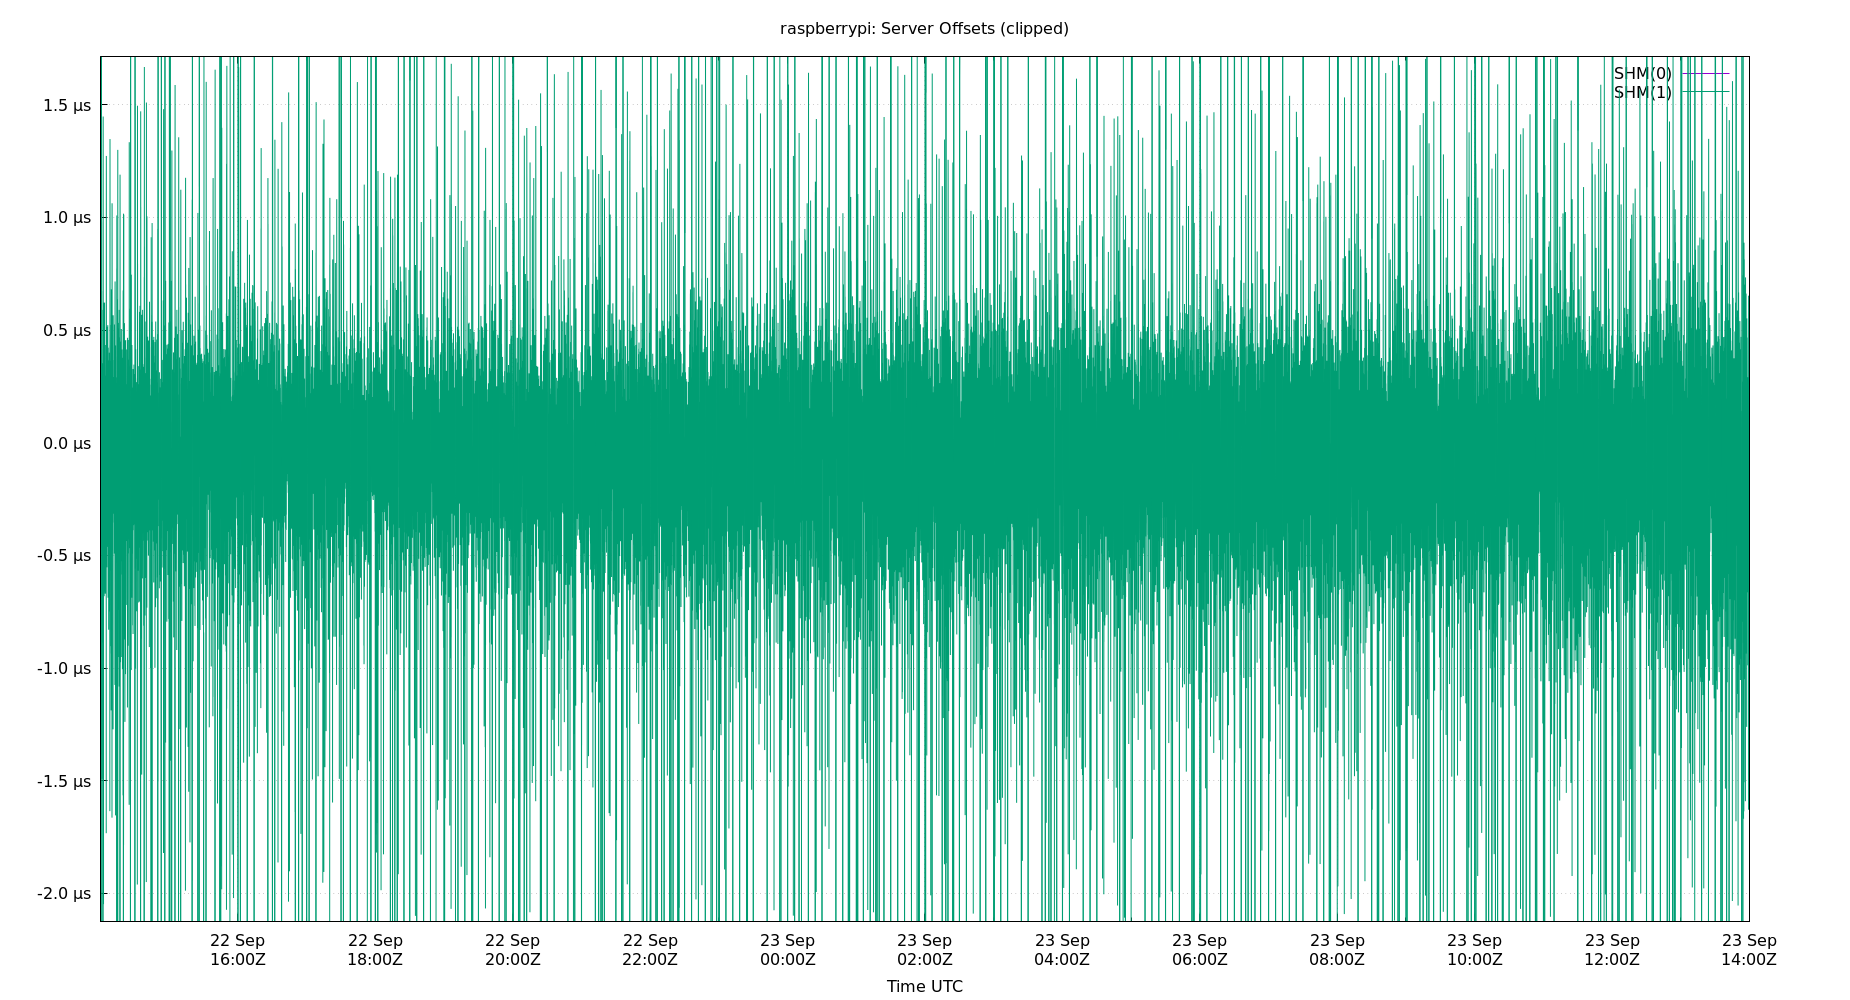 raspberrypi: Server Offsets (clipped)
SHM(0)
SHM(1)
1.5 µs
1.0 µs
0.5 µs
0.0 µs
-0.5 µs
-1.0 µs
-1.5 µs
-2.0 µs
22 Sep 22 Sep 22 Sep 22 Sep 23 Sep 23 Sep 23 Sep 23 Sep 23 Sep 23 Sep 23 Sep 23 Sep
16:00Z 18:00Z 20:00Z 22:00Z 00:00Z 02:00Z 04:00Z 06:00Z 08:00Z 10:00Z 12:00Z 14:00Z
Time UTC